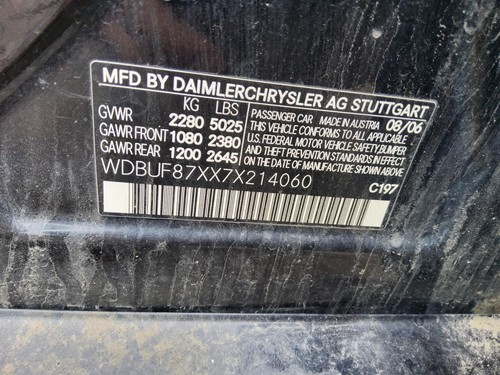 MFD BY DAIMLERCHRYSLER AG STUTTGART
KG LBS
GVWR 2280 5025
GAWR FRONT 1080 2380
GAWR REAR 1200 2645
PASSENGER CAR MADE IN AUSTRIA 08/06
THIS VEHICLE CONFORMS TO ALL APPLICABLE
U.S. FEDERAL MOTOR VEHICLE SAFETY,BUMPER
AND THEFT PREVENTION STANDARDS IN EFFECT
ON THE DATE OF MANUFACTURE SHOWN ABOVE
WDBUF87XX7X214060
C197